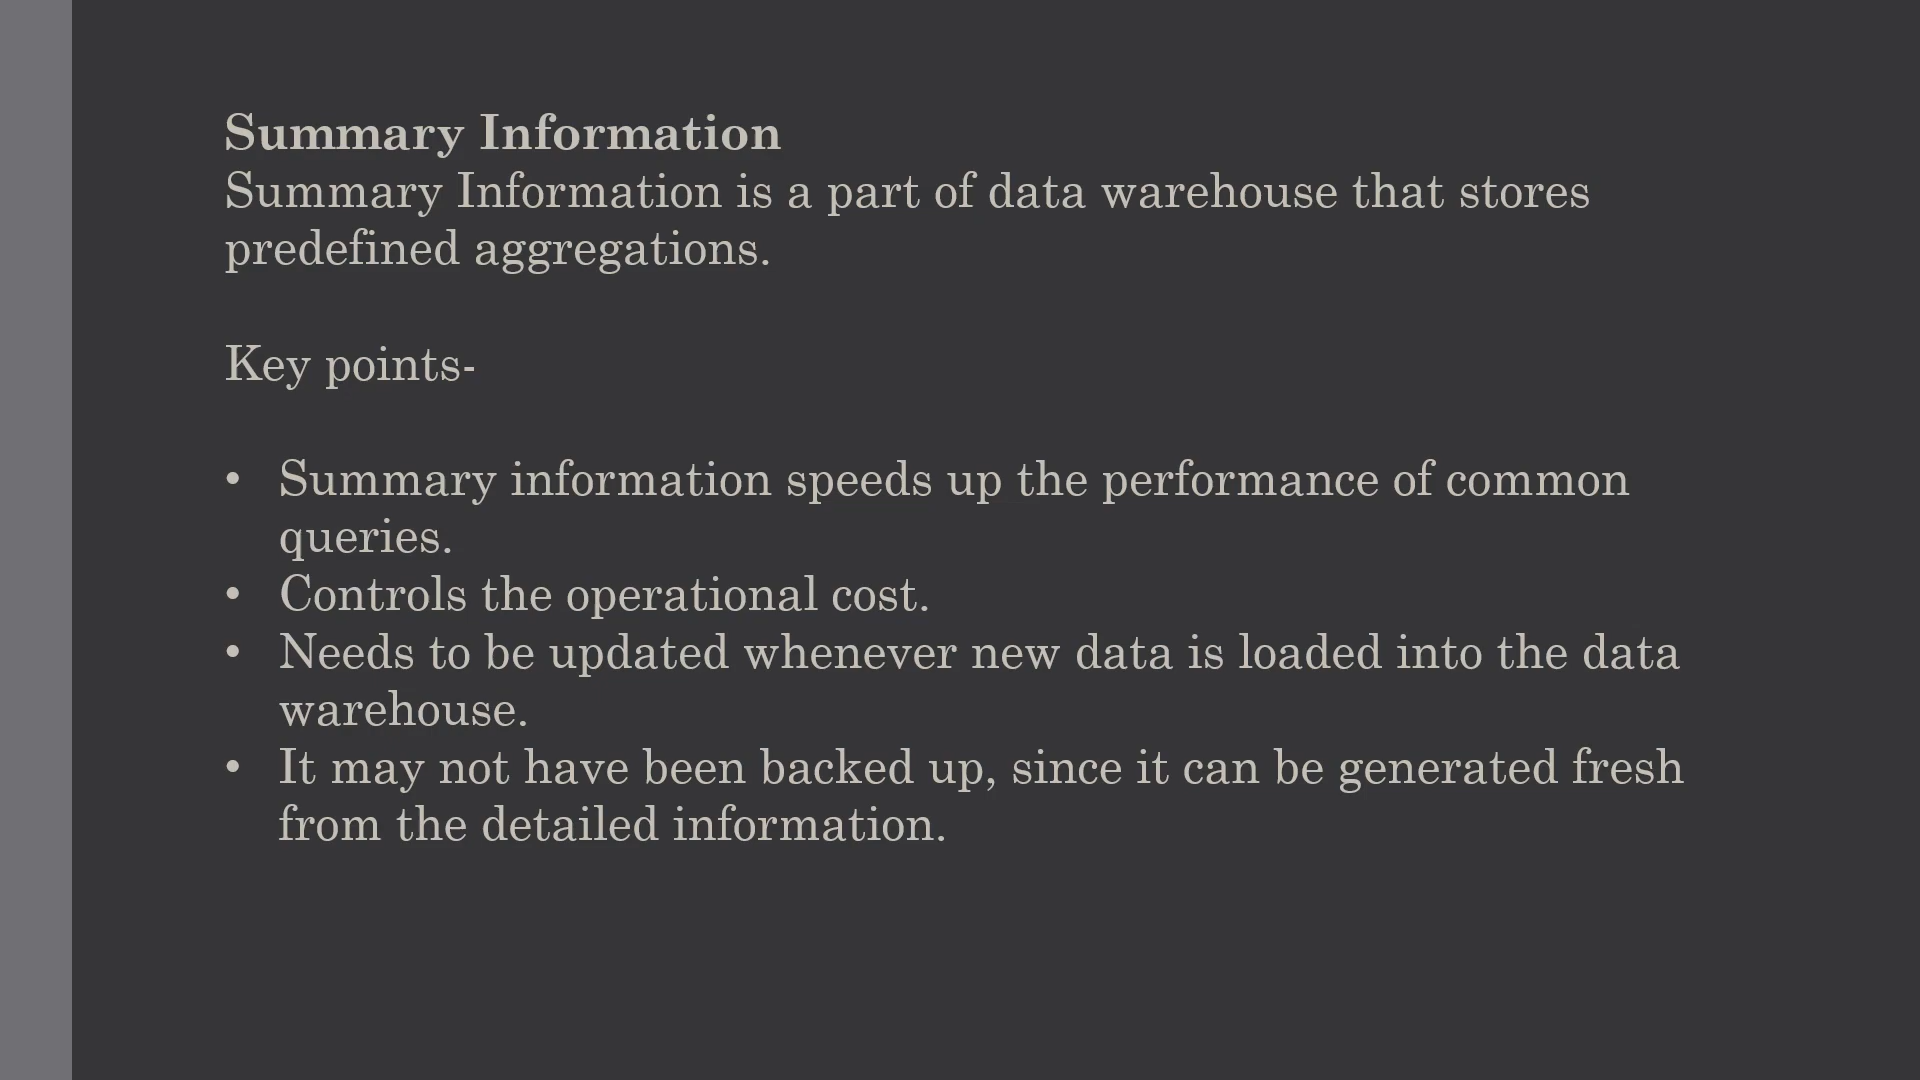 Summary Information
Summary Information is a part of data warehouse that stores
predefined aggregations.
Key points-
• Summary information speeds up the performance of common
queries.
• Controls the operational cost.
• Needs to be updated whenever new data is loaded into the data
warehouse.
• It may not have been backed up, since it can be generated fresh
from the detailed information.